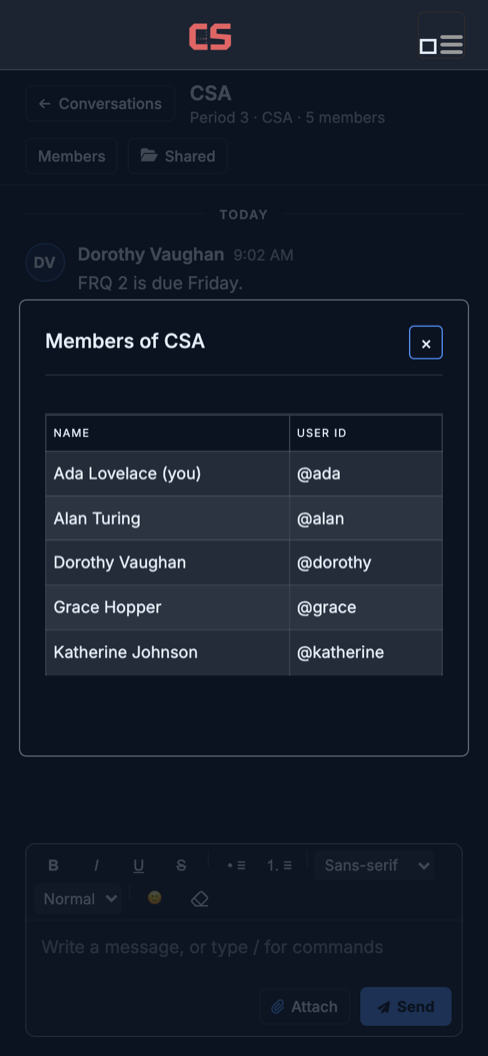 CS
← Conversations
CSA
Period 3 · CSA · 5 members
Members
Shared
TODAY
DV
Dorothy Vaughan 9:02 AM
FRQ 2 is due Friday.
Members of CSA
×
NAME USER ID
Ada Lovelace (you) @ada
Alan Turing @alan
Dorothy Vaughan @dorothy
Grace Hopper @grace
Katherine Johnson @katherine
B I U S • 1. Sans-serif
Normal
Write a message, or type / for commands
Attach
Send